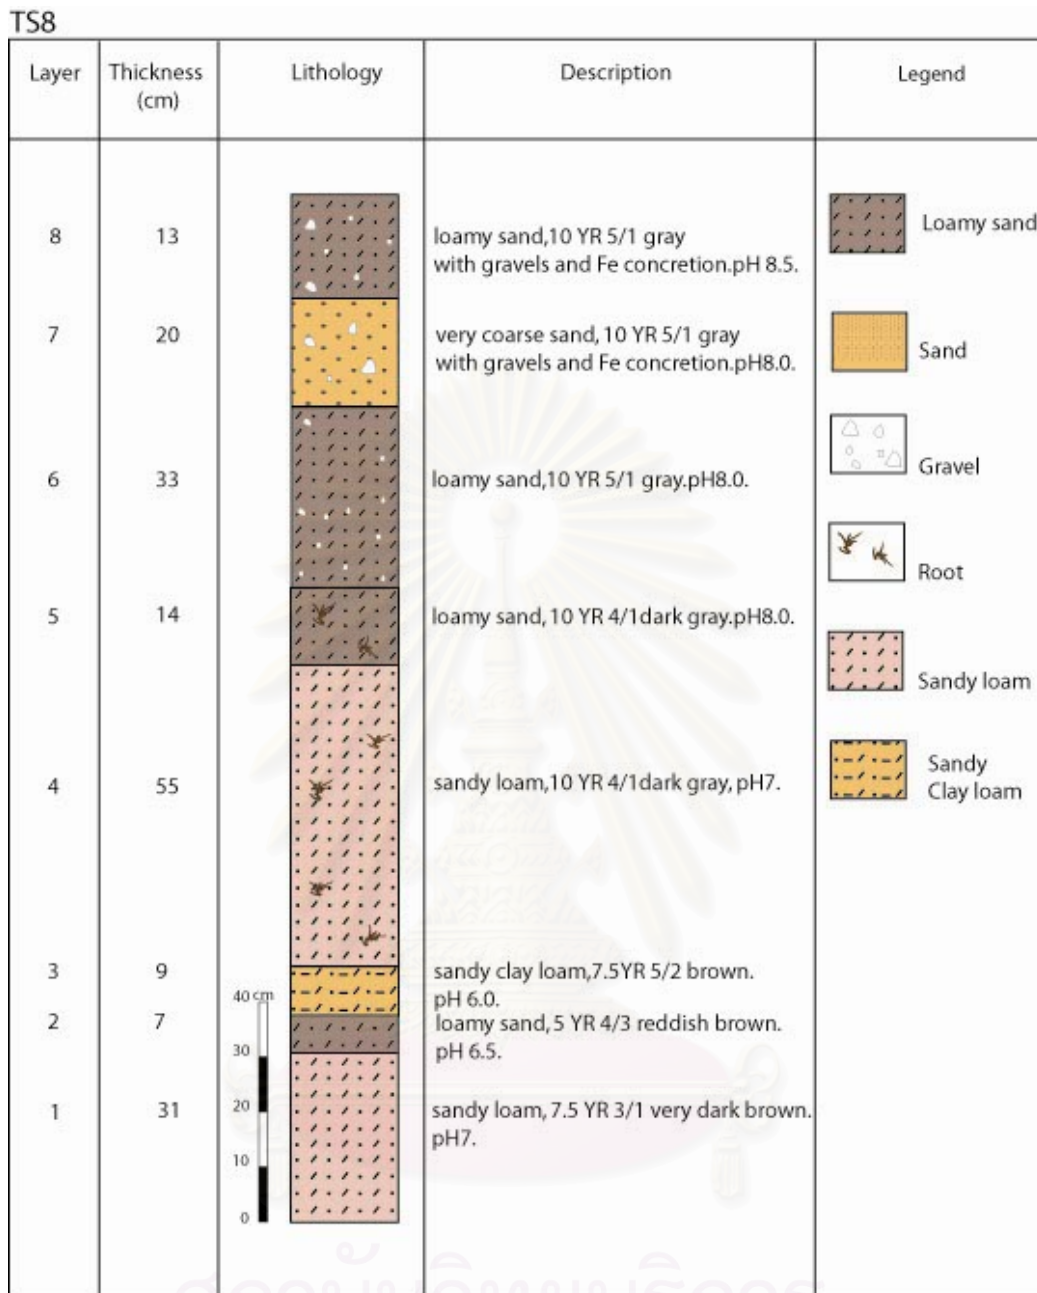 TS8
Layer
Thickness
(cm)
Lithology
Description
Legend
8
13
loamy sand,10 YR 5/1 gray
with gravels and Fe concretion.pH 8.5.
7
20
very coarse sand, 10 YR 5/1 gray
with gravels and Fe concretion.pH8.0.
6
33
loamy sand,10 YR 5/1 gray.pH8.0.
5
14
loamy sand, 10 YR 4/1dark gray.pH8.0.
4
55
sandy loam,10 YR 4/1dark gray, pH7.
3
9
sandy clay loam,7.5YR 5/2 brown.
pH 6.0.
2
7
loamy sand, 5 YR 4/3 reddish brown.
pH 6.5.
1
31
sandy loam, 7.5 YR 3/1 very dark brown.
pH7.
40 cm
30
20
10
0
Loamy sand
Sand
Gravel
Root
Sandy loam
Sandy
Clay loam